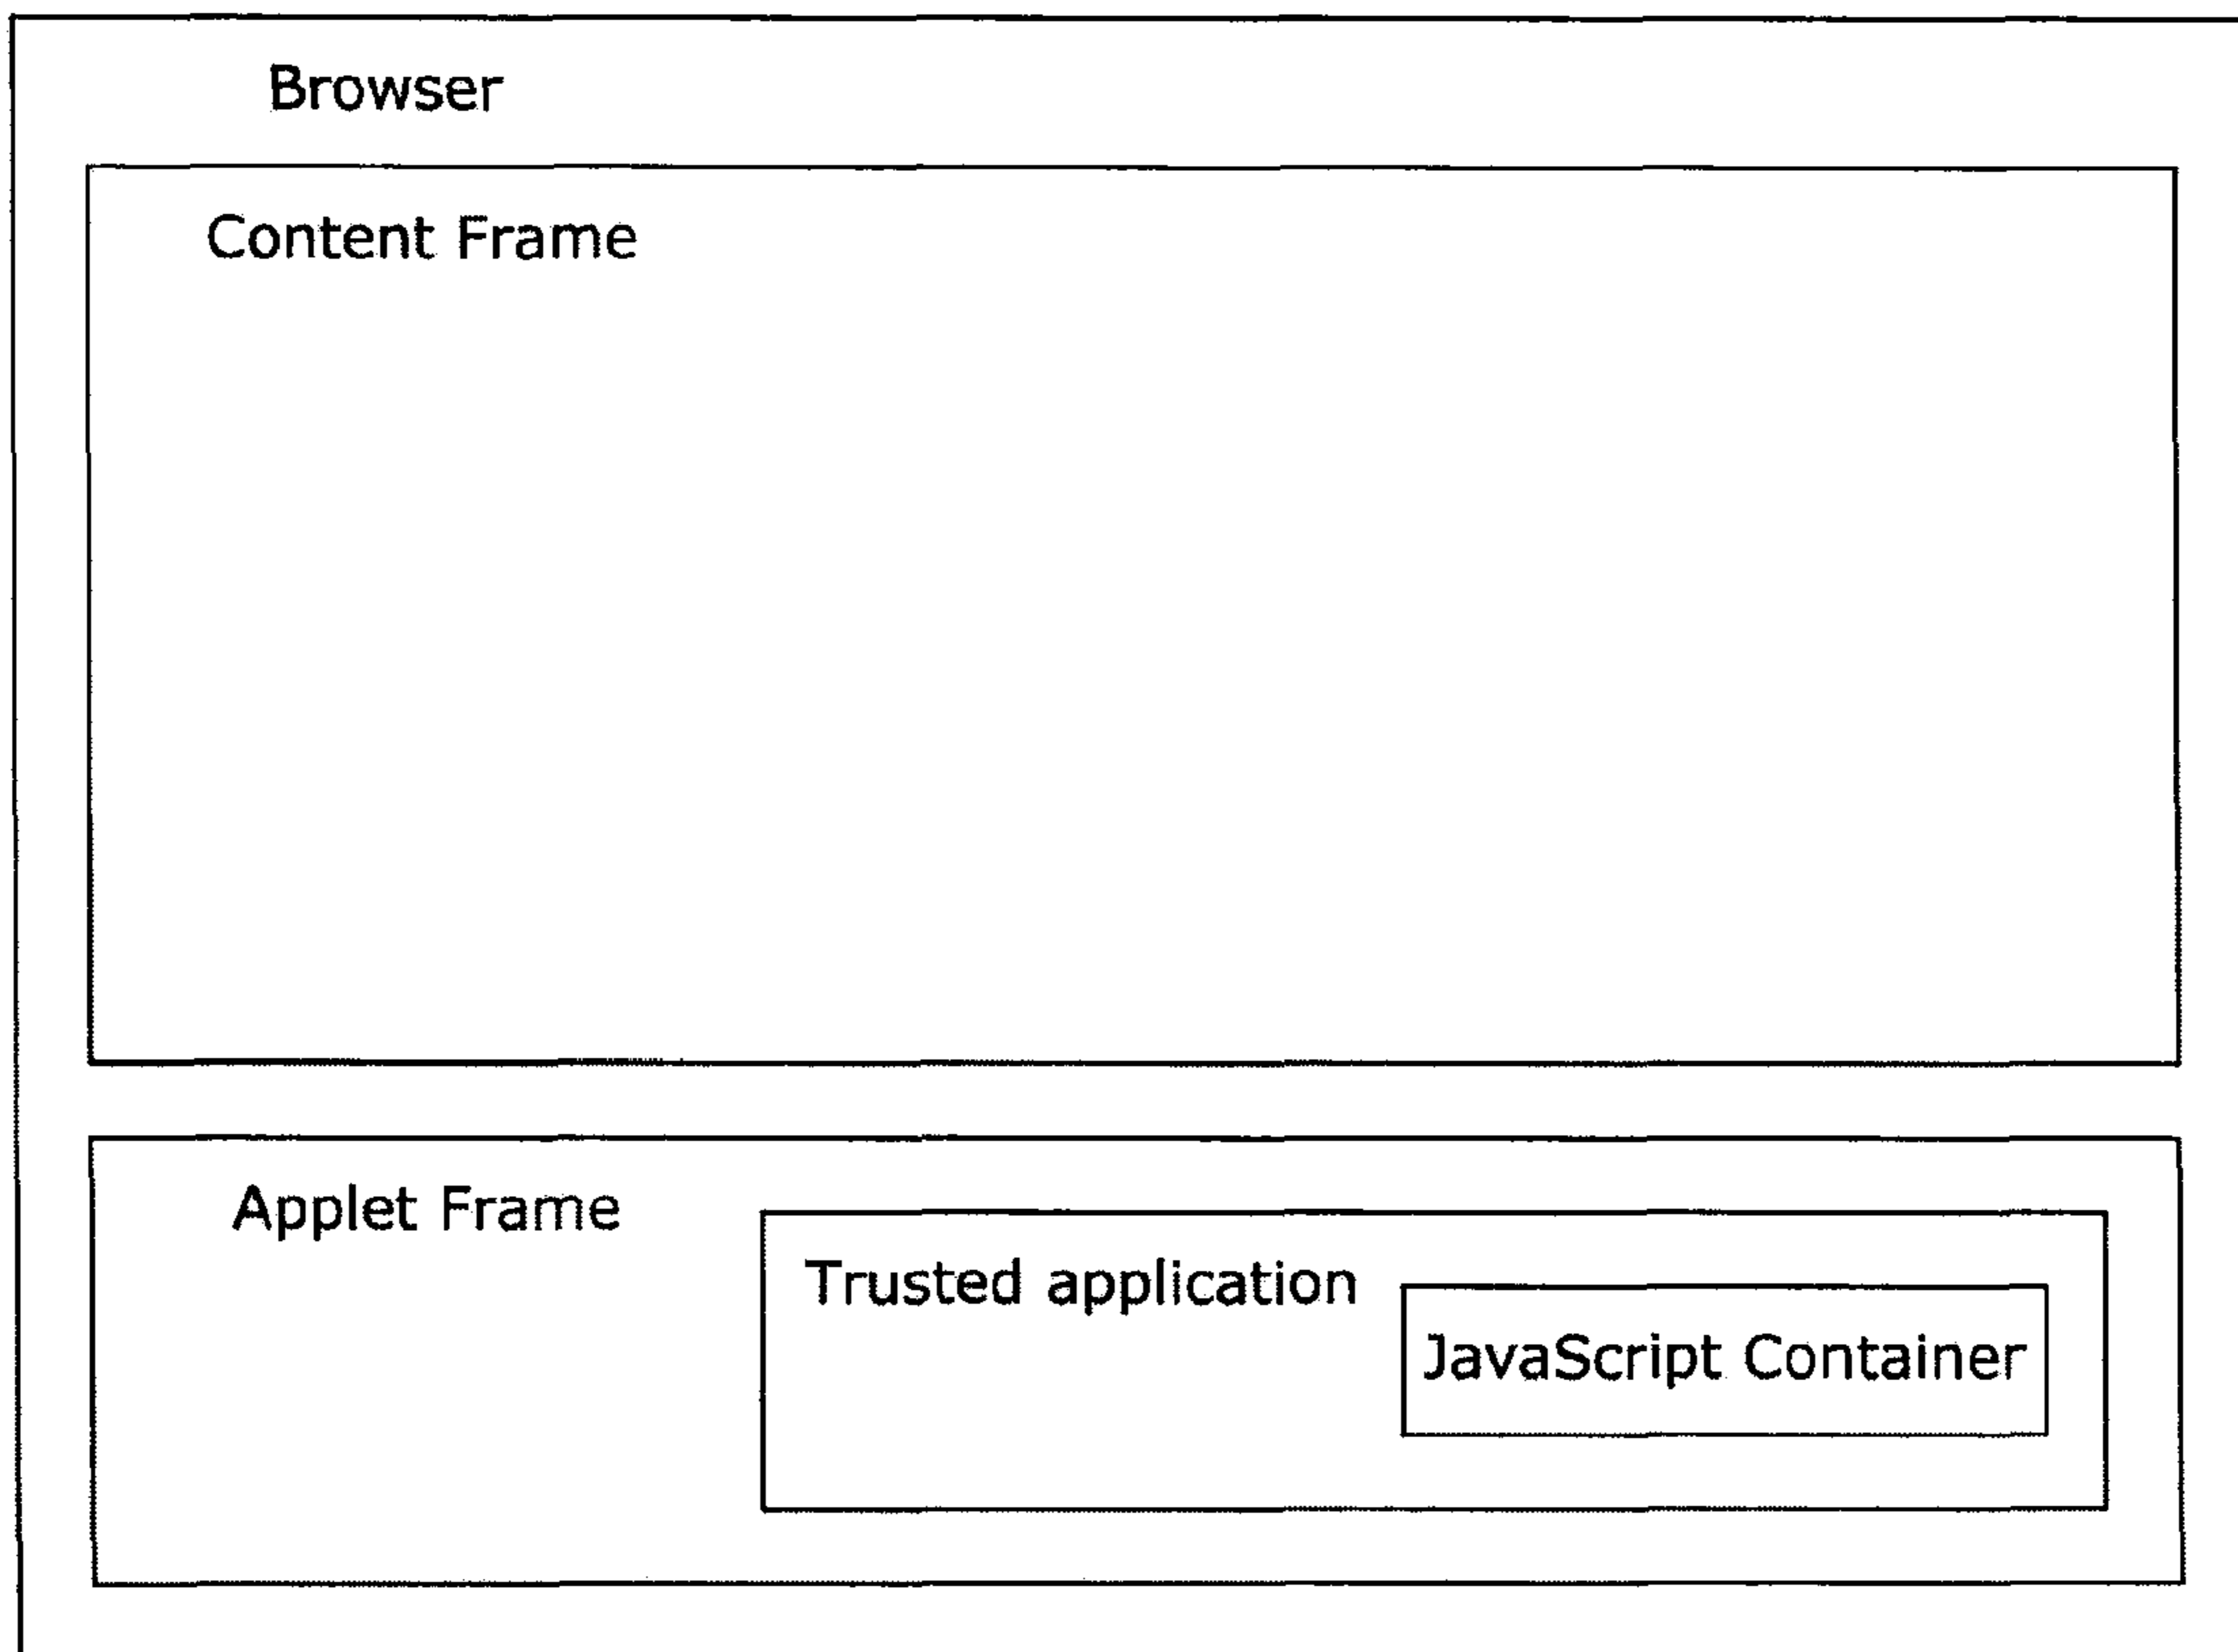 Browser
Content Frame
Applet Frame
Trusted application
JavaScript Container